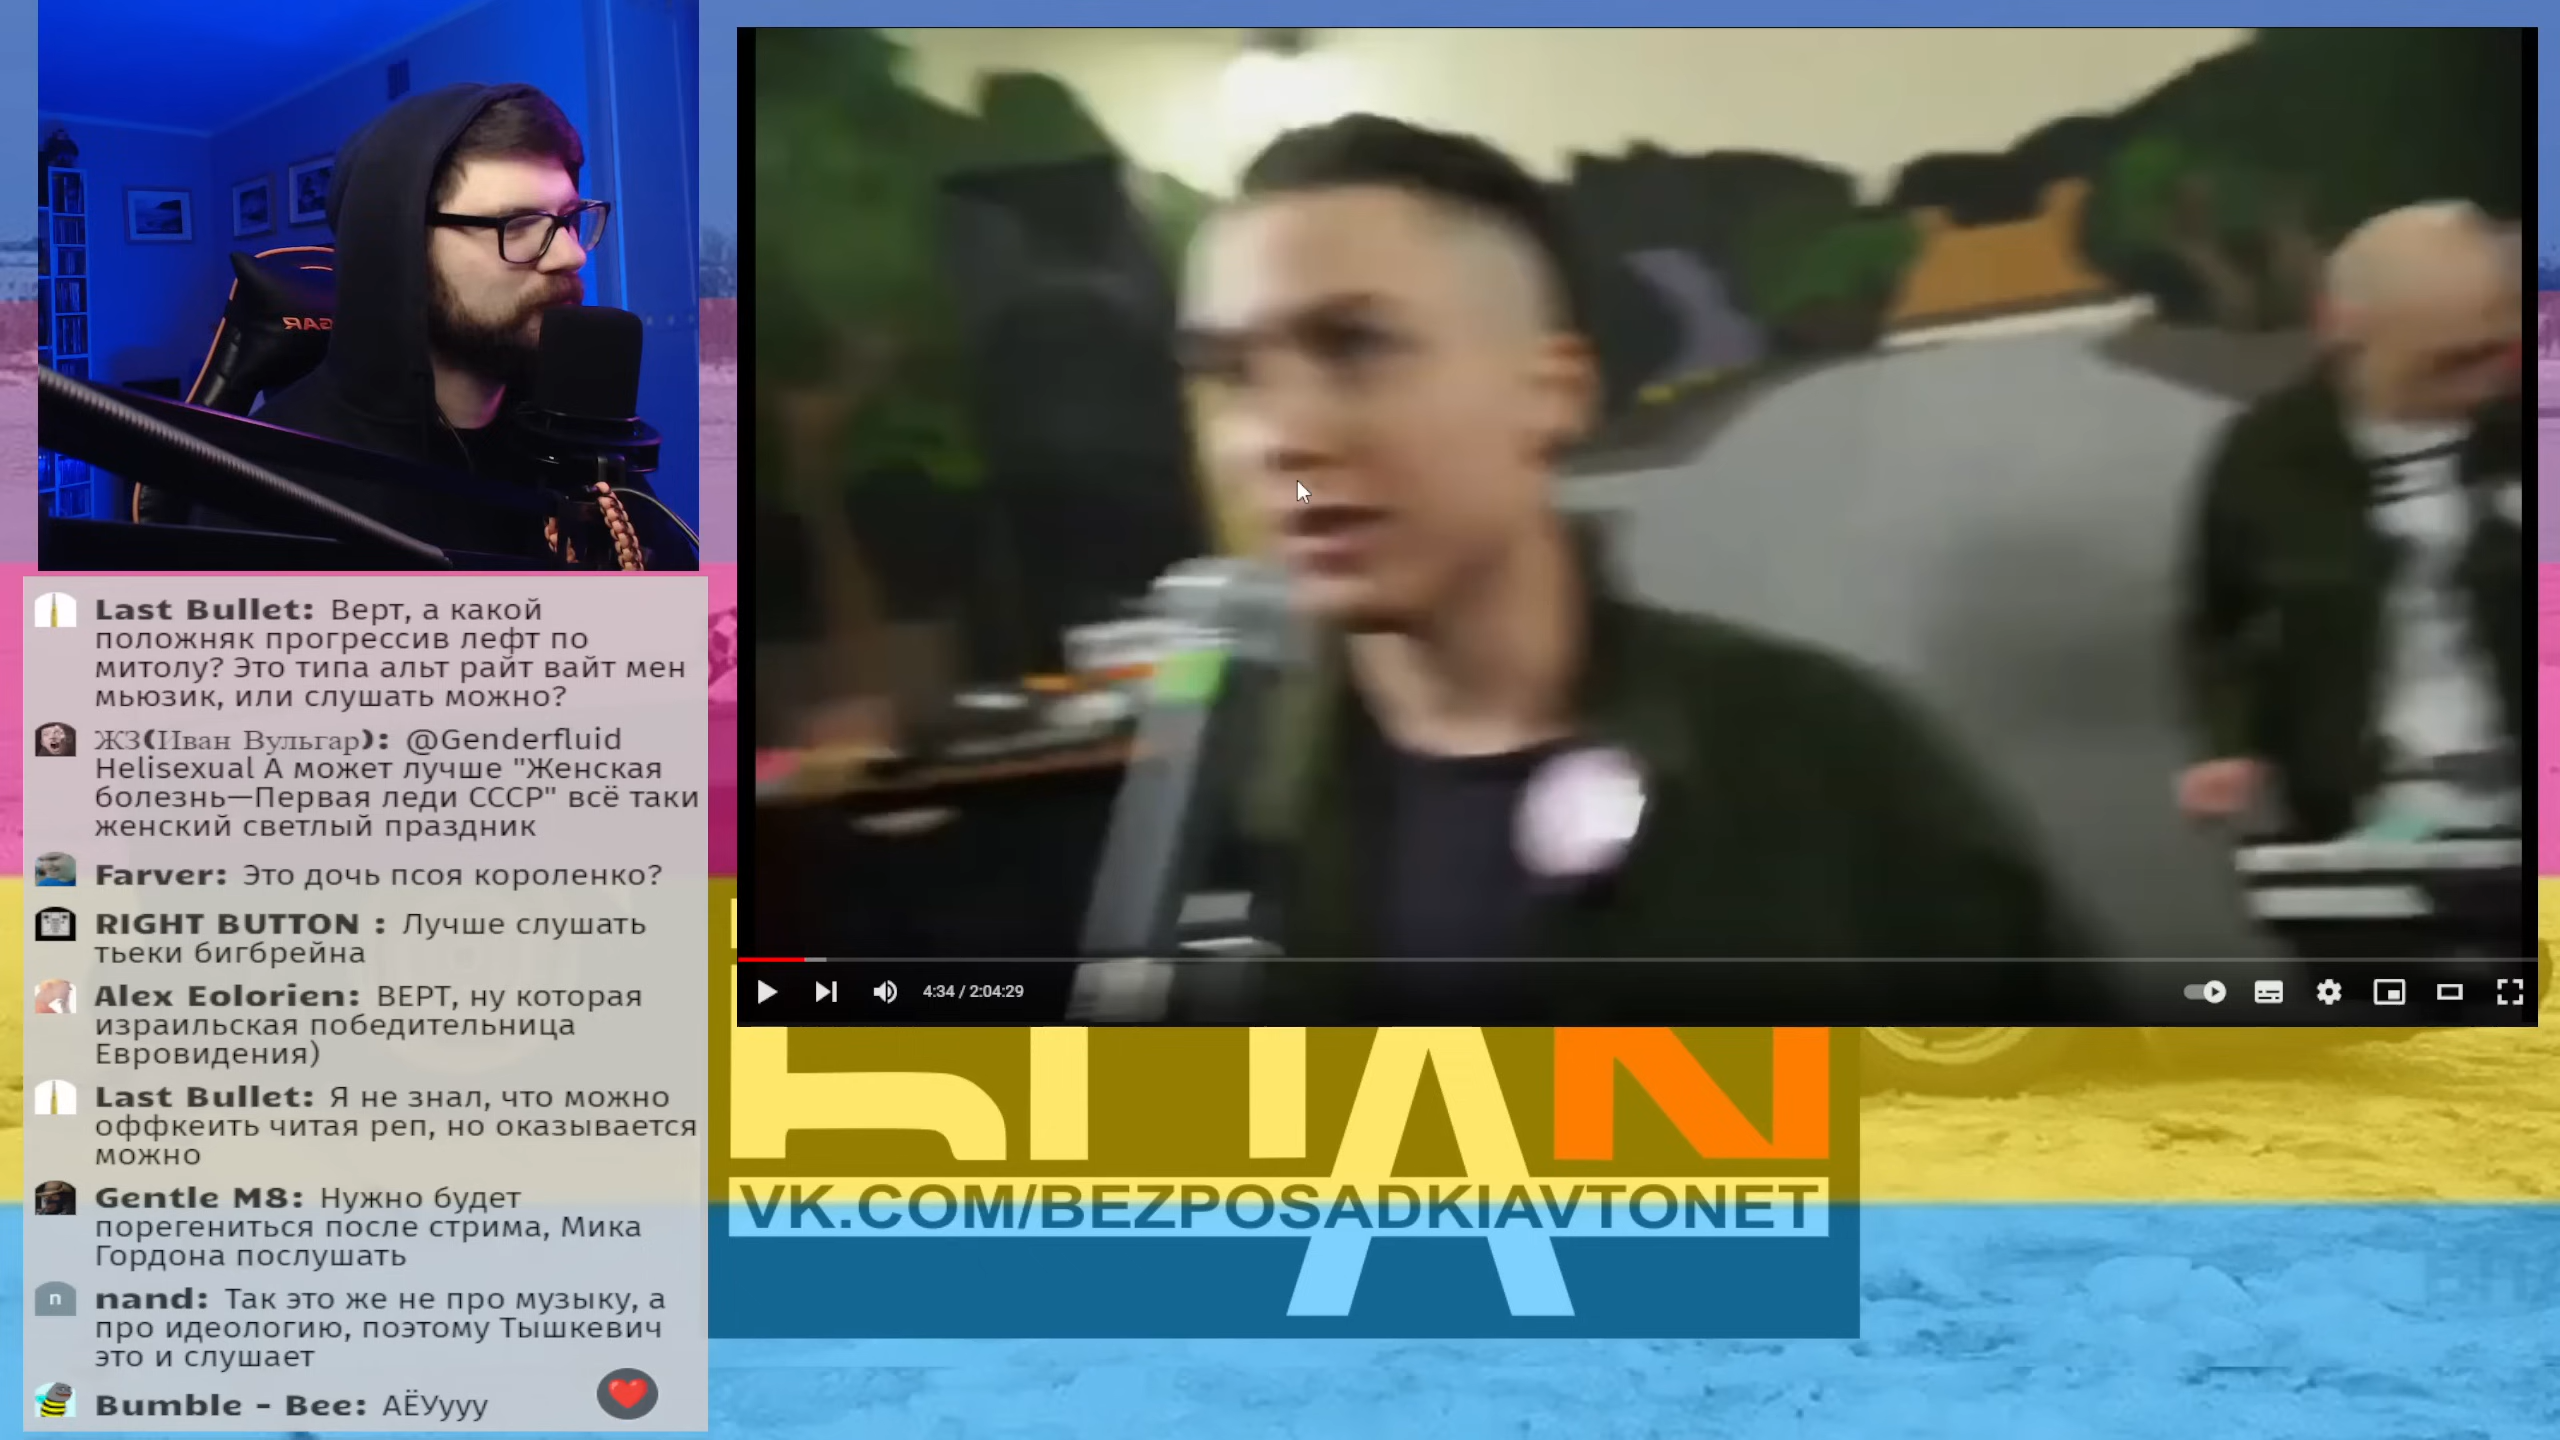 Last Bullet: Верт, а какой
положняк прогрессив лефт по
митолу? Это типа альт райт вайт мен
мьюзик, или слушать можно?
ЖЗ(Иван Вульгар): @Genderfluid
Helisexual А может лучше "Женская
болезнь—Первая леди СССР" всё таки
женский светлый праздник
Farver: Это дочь псоя короленко?
RIGHT BUTTON : Лучше слушать
тьеки бигбрейна
Alex Eolorien: ВЕРТ, ну которая
израильская победительница
Евровидения)
Last Bullet: Я не знал, что можно
оффкеить читая реп, но оказывается
можно
Gentle M8: Нужно будет
порегениться после стрима, Мика
Гордона послушать
n
nand: Так это же не про музыку, а
про идеологию, поэтому Тышкевич
это и слушает
Bumble - Bee: АЁУууу
4:34 / 2:04:29
VK.COM/BEZPOSADKIAVTONET